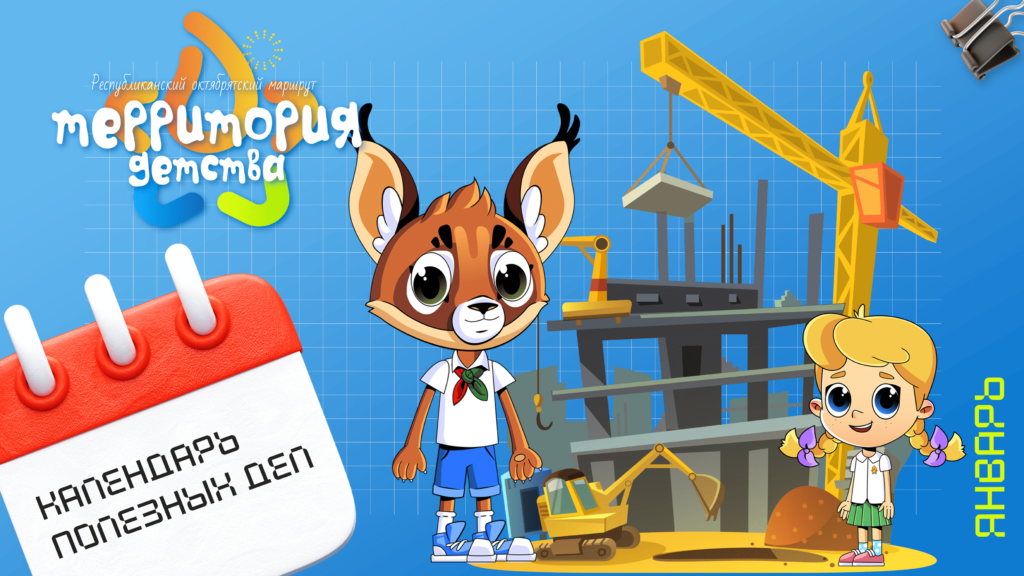 Республиканский октябрятский маршрут
территория
детства
КАЛЕНДАРЬ
ПОЛЕЗНЫХ ДЕЛ
ЯНВАРЬ